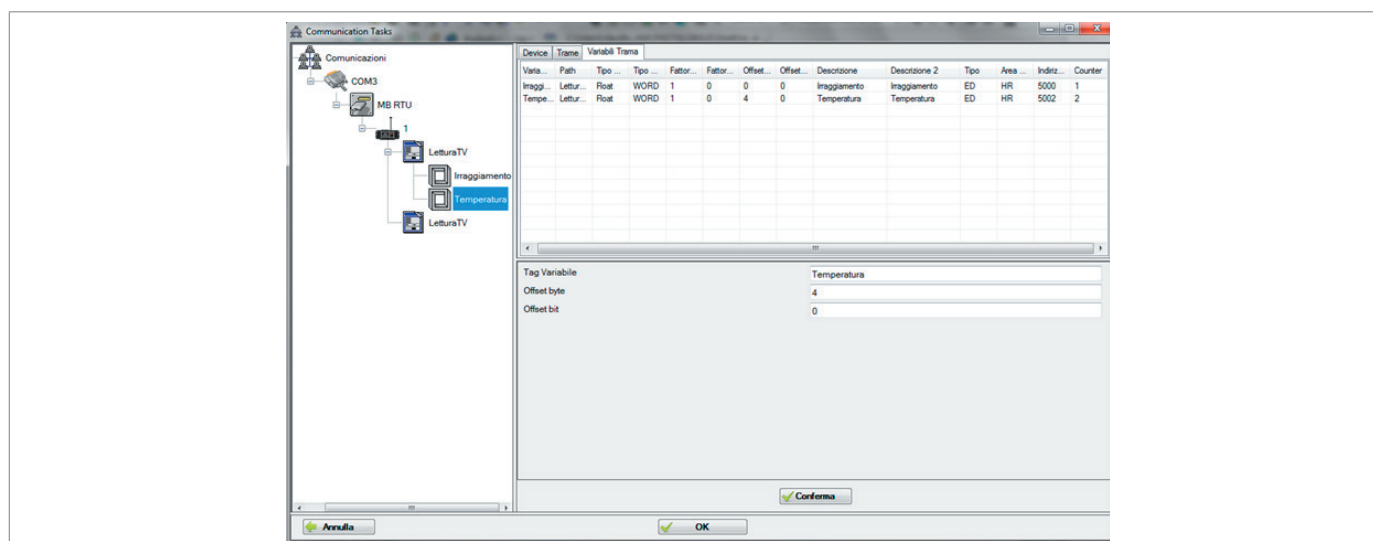 Communication Tasks
Comunicazioni
COM3
MB RTU
1
LetturaTV
Irraggiamento
Temperatura
LetturaTV
Device Trame Variabili Trama
Varia... Path Tipo ... Tipo ... Fattor... Fattor... Offset... Offset... Descrizione Descrizione 2 Tipo Area ... Indiriz... Counter
Irraggi... Lettur... Float WORD 1 0 0 0 Irraggiamento Irraggiamento ED HR 5000 1
Tempe... Lettur... Float WORD 1 0 4 0 Temperatura Temperatura ED HR 5002 2
Tag Variabile Temperatura
Offset byte 4
Offset bit 0
Conferma
Annulla OK